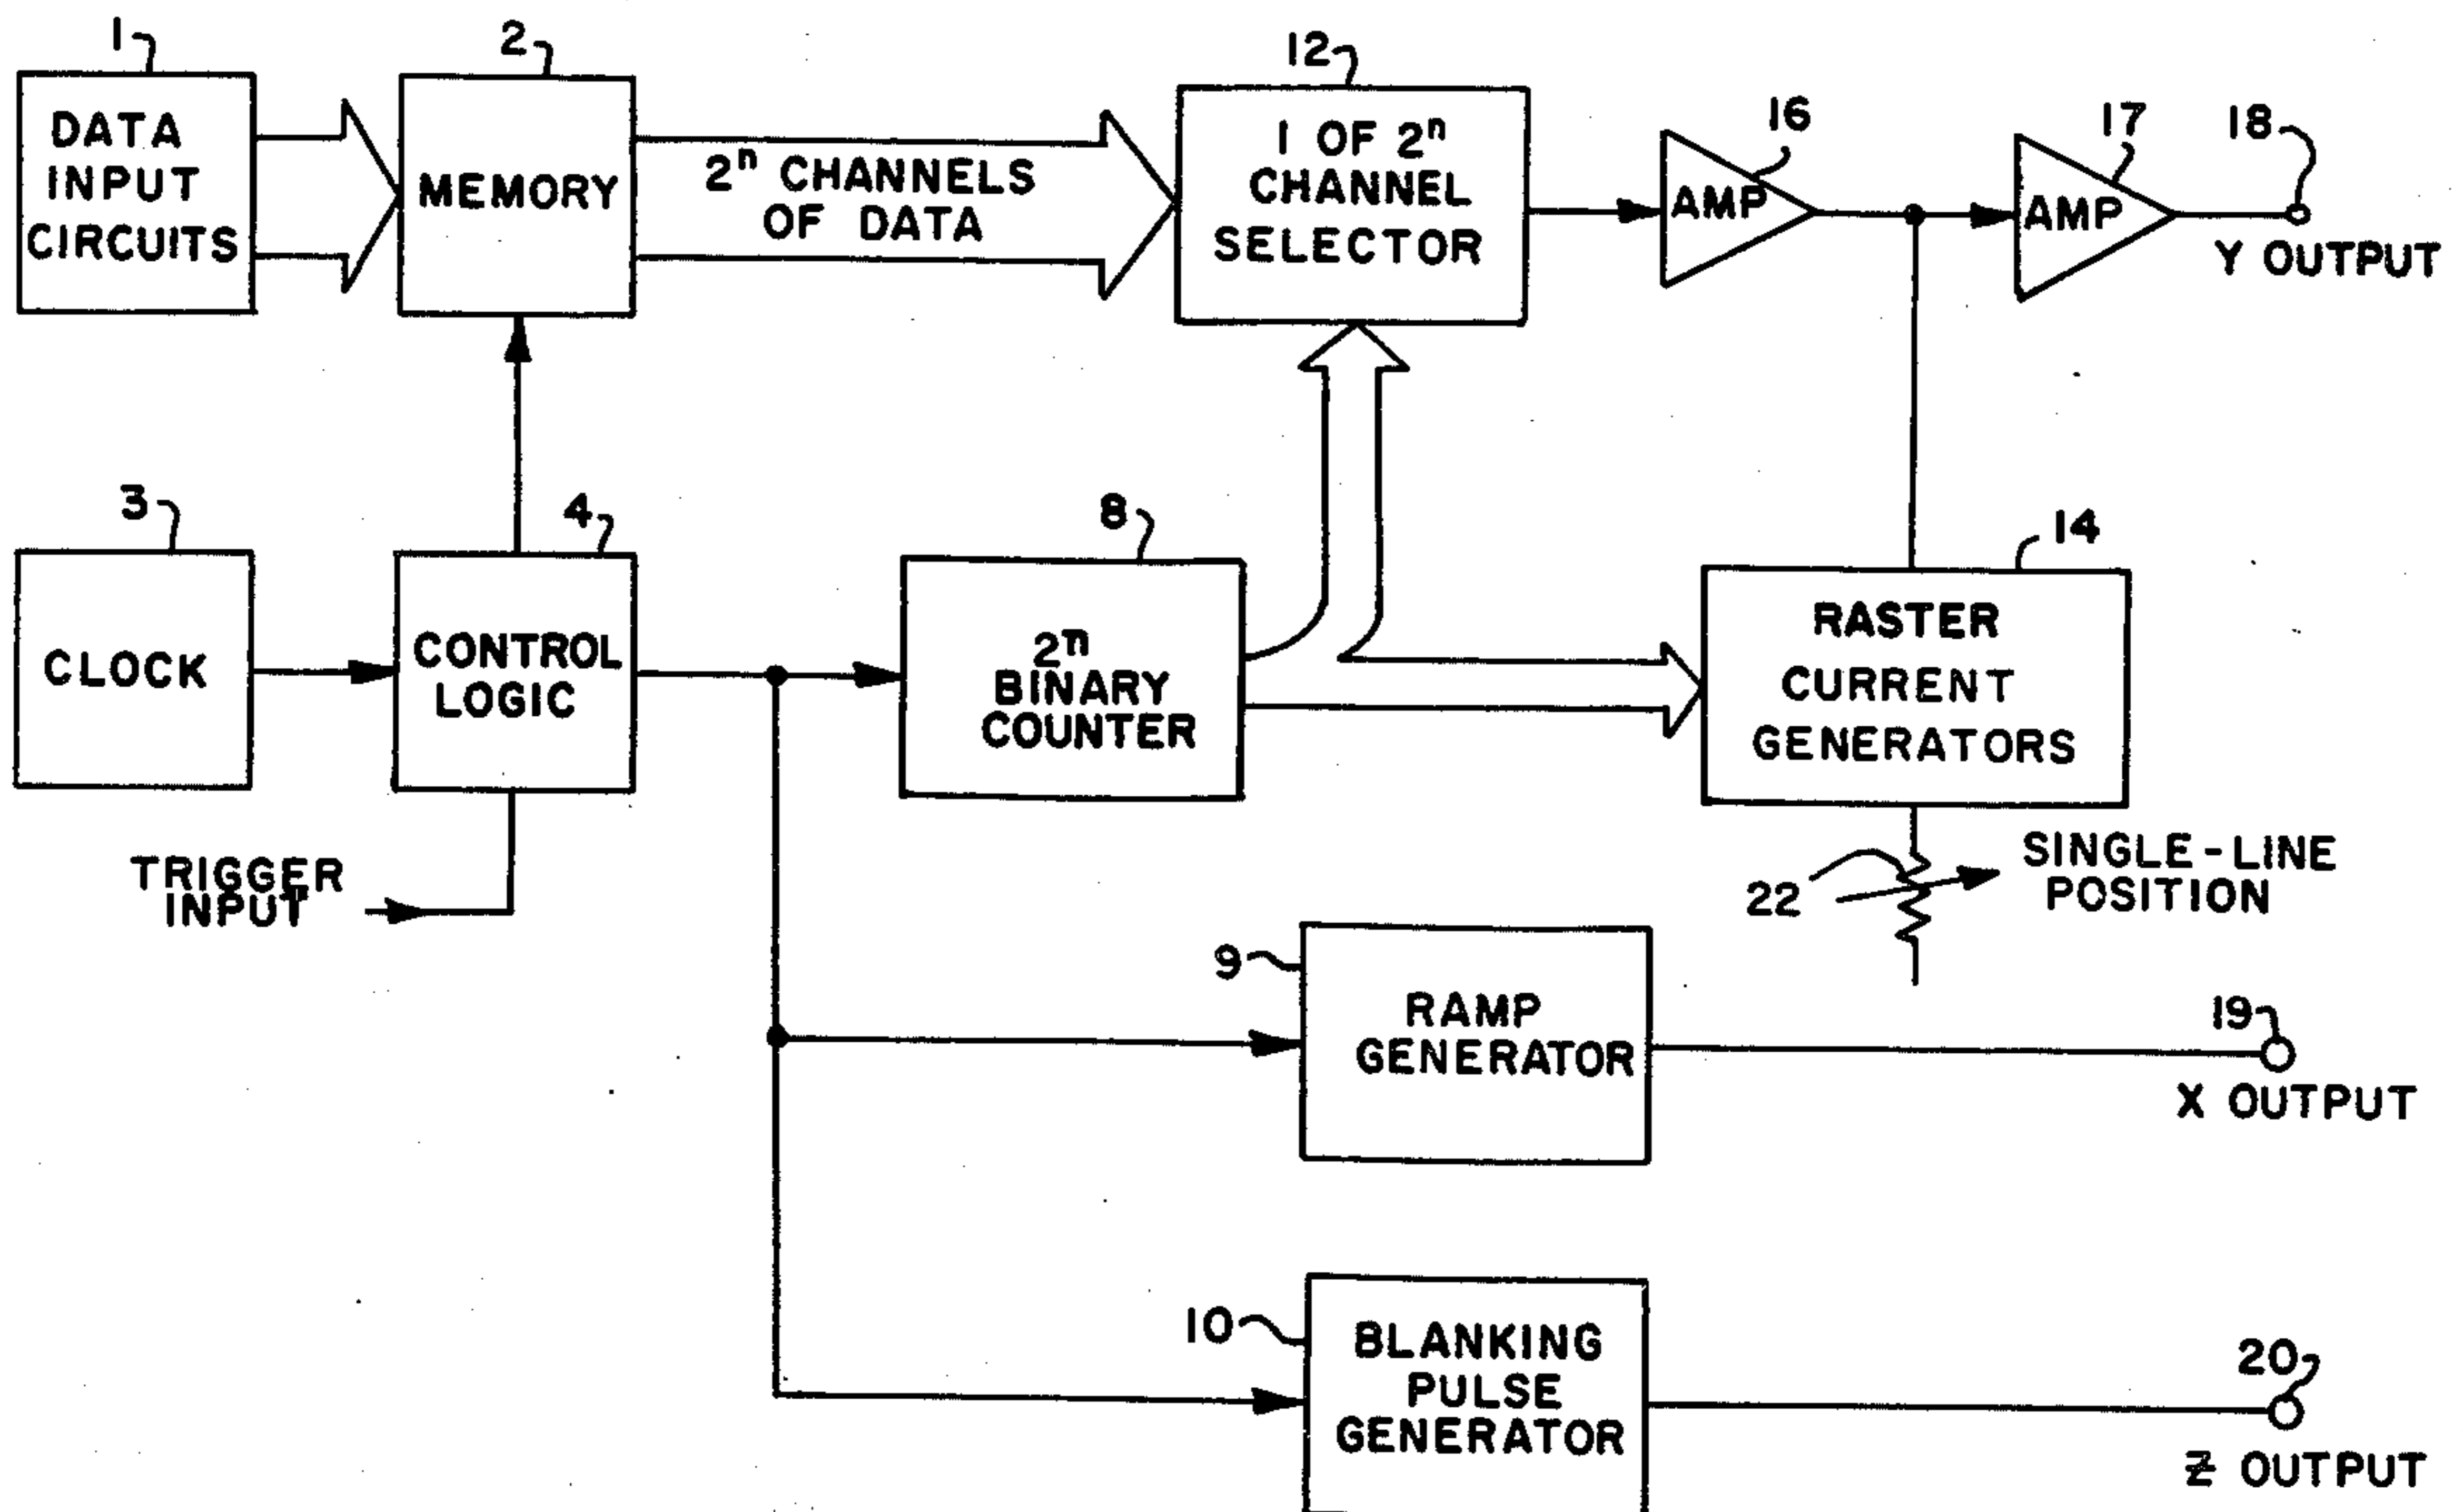 1
DATA
INPUT
CIRCUITS
2
MEMORY
2ⁿ CHANNELS
OF DATA
12
1 OF 2ⁿ
CHANNEL
SELECTOR
16
AMP
17
AMP
18
Y OUTPUT
3
CLOCK
4
CONTROL
LOGIC
TRIGGER
INPUT
8
2ⁿ
BINARY
COUNTER
14
RASTER
CURRENT
GENERATORS
22
SINGLE-LINE
POSITION
9
RAMP
GENERATOR
19
X OUTPUT
10
BLANKING
PULSE
GENERATOR
20
Z OUTPUT